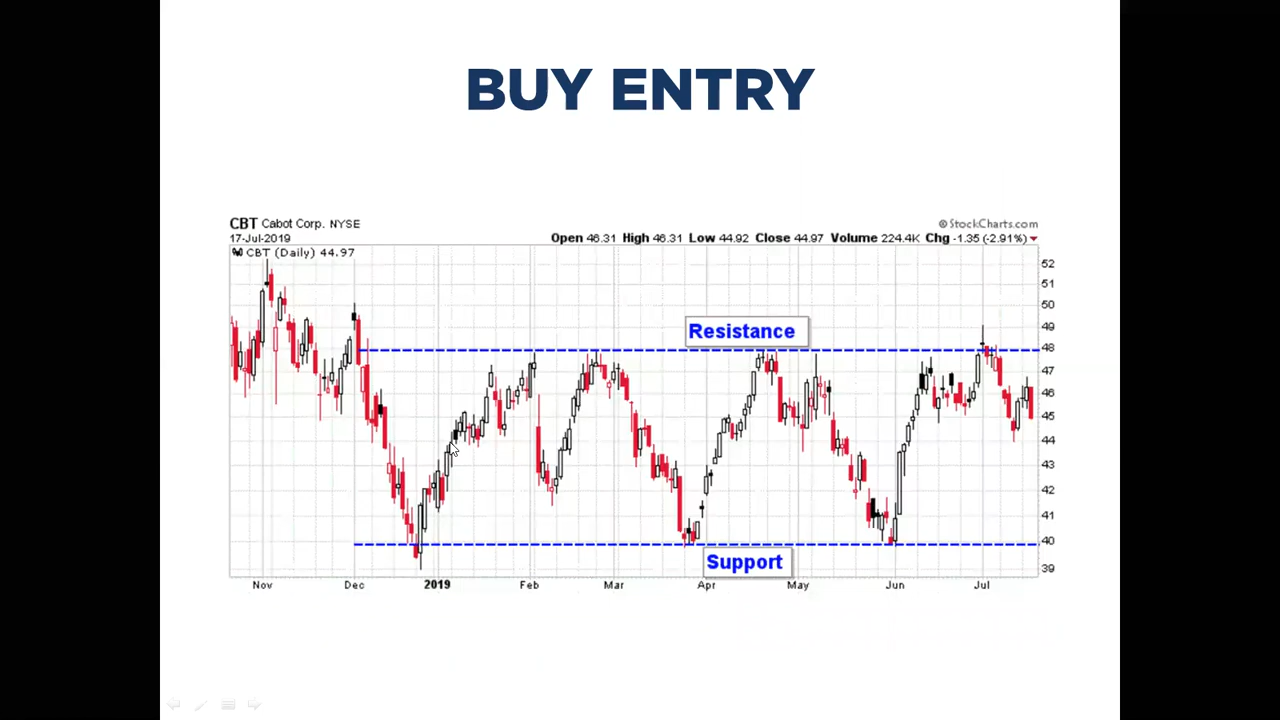 BUY ENTRY
CBT Cabot Corp. NYSE
© StockCharts.com
17-Jul-2019
Open 46.31 High 46.31 Low 44.92 Close 44.97 Volume 224.4K Chg -1.35 (-2.91%)
CBT (Daily) 44.97
52
51
50
49
Resistance
48
47
46
45
44
43
42
41
40
Support
39
Nov Dec 2019 Feb Mar Apr May Jun Jul